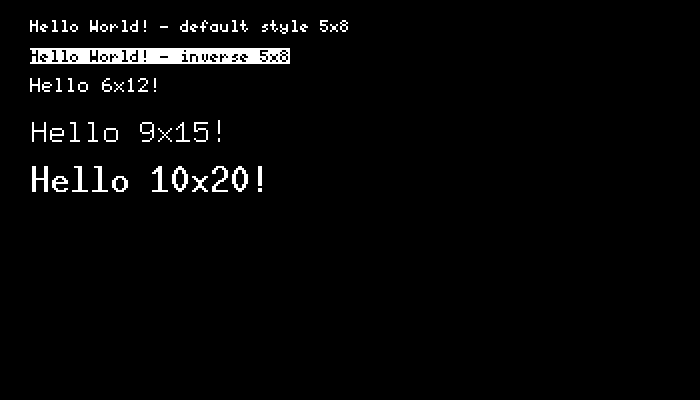 Hello World! - default style 5x8
Hello World! - inverse 5x8
Hello 6x12!
Hello 9x15!
Hello 10x20!